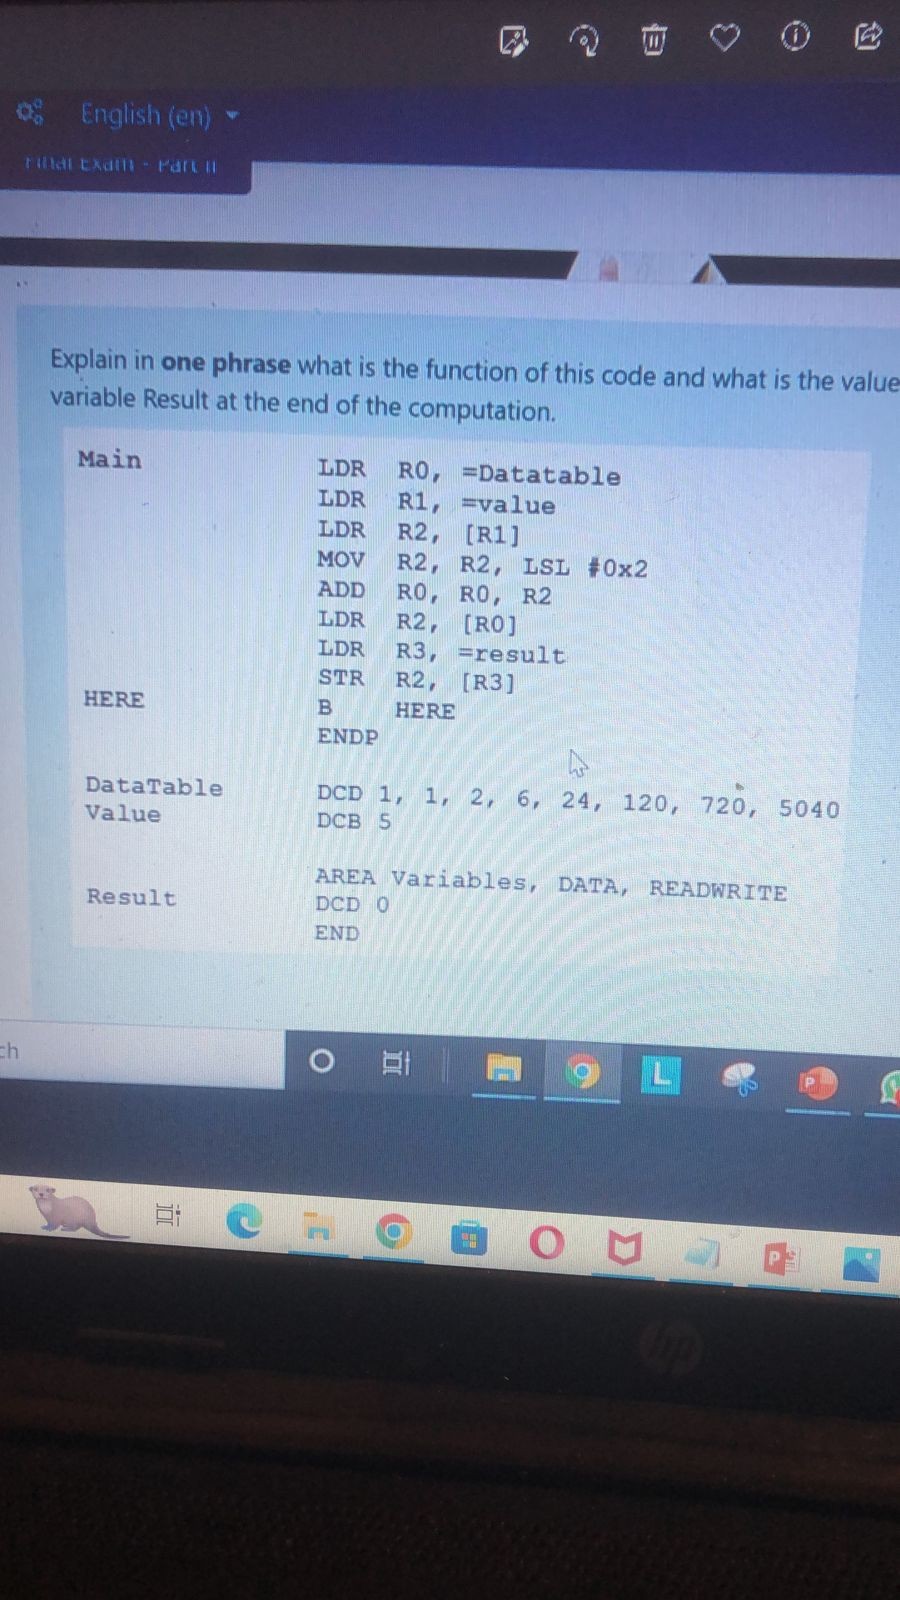 English (en)
Final Exam - Part II
Explain in one phrase what is the function of this code and what is the value
variable Result at the end of the computation.
Main LDR R0, =Datatable
LDR R1, =value
LDR R2, [R1]
MOV R2, R2, LSL #0x2
ADD R0, R0, R2
LDR R2, [R0]
LDR R3, =result
STR R2, [R3]
HERE B HERE
ENDP
DataTable DCD 1, 1, 2, 6, 24, 120, 720, 5040
Value DCB 5
AREA Variables, DATA, READWRITE
Result DCD 0
END
ch
L
P
P
hp